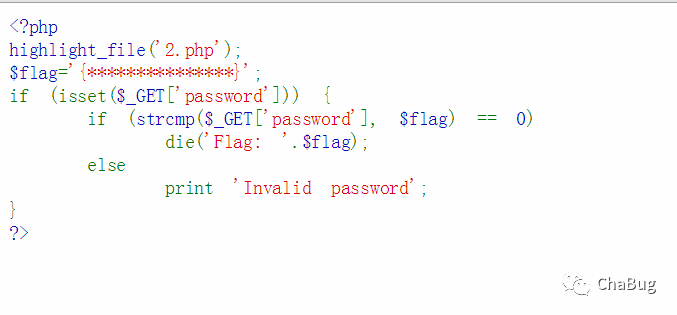 <?php
highlight_file('2.php');
$flag='{***************}';
if (isset($_GET['password'])) {
if (strcmp($_GET['password'], $flag) == 0)
die('Flag: '.$flag);
else
print 'Invalid password';
}
?>
ChaBug